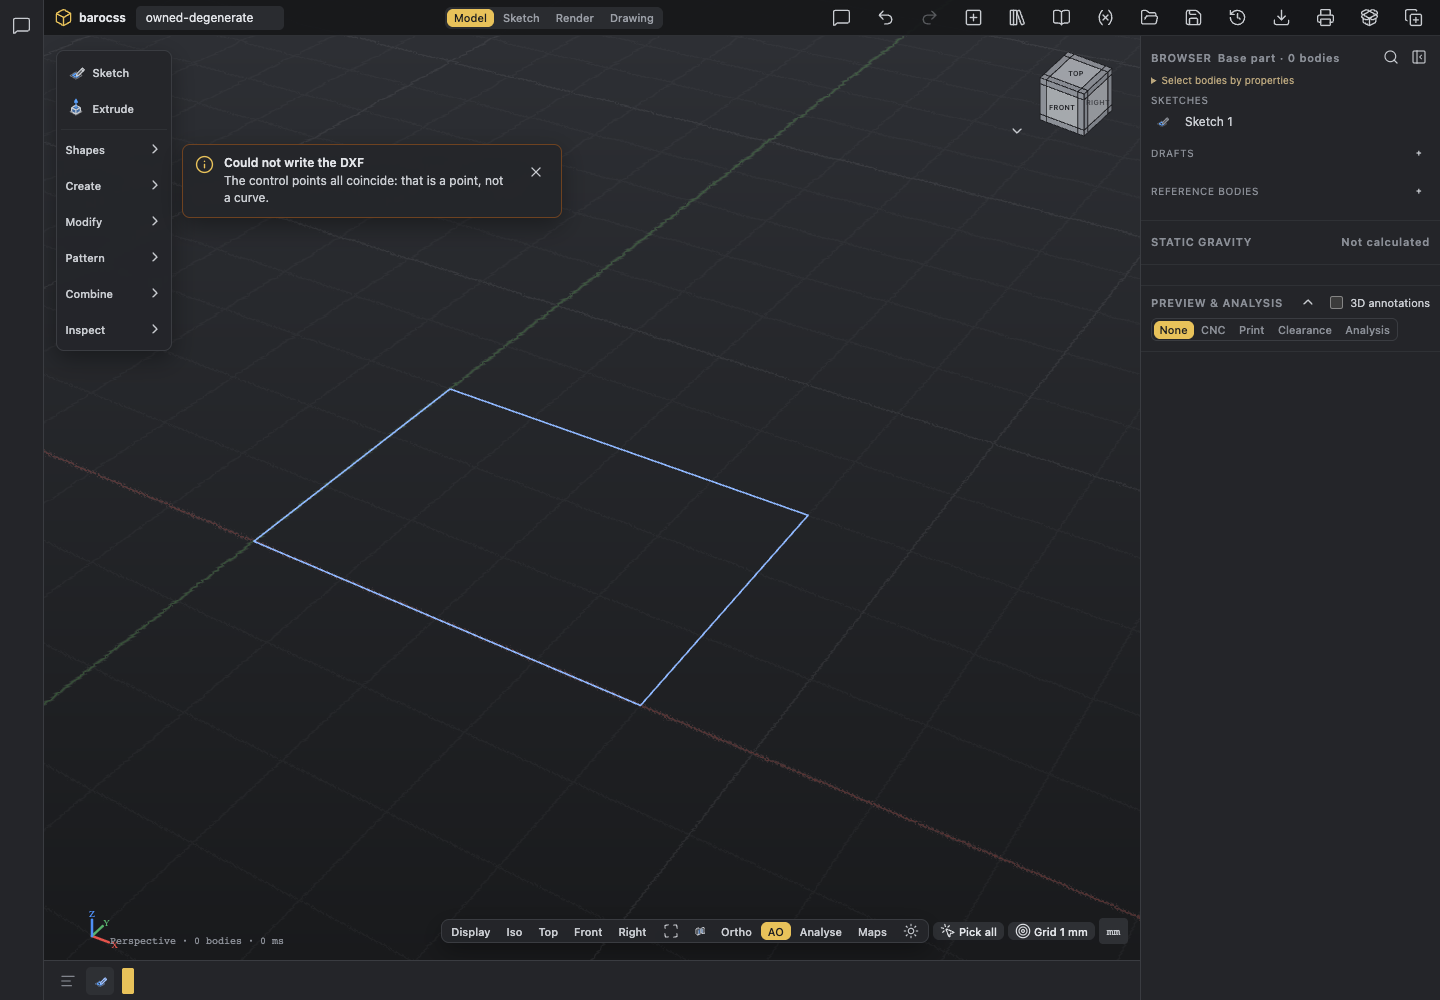 barocss
owned-degenerate
Model
Sketch
Render
Drawing
Sketch
Extrude
Shapes
Create
Modify
Pattern
Combine
Inspect
Could not write the DXF
The control points all coincide: that is a point, not
a curve.
TOP
FRONT
RIGHT
BROWSER Base part · 0 bodies
Select bodies by properties
SKETCHES
Sketch 1
DRAFTS
REFERENCE BODIES
STATIC GRAVITY
Not calculated
PREVIEW & ANALYSIS
3D annotations
None
CNC
Print
Clearance
Analysis
Z
Y
X
Perspective · 0 bodies · 0 ms
Display
Iso
Top
Front
Right
Ortho
AO
Analyse
Maps
Pick all
Grid 1 mm
mm